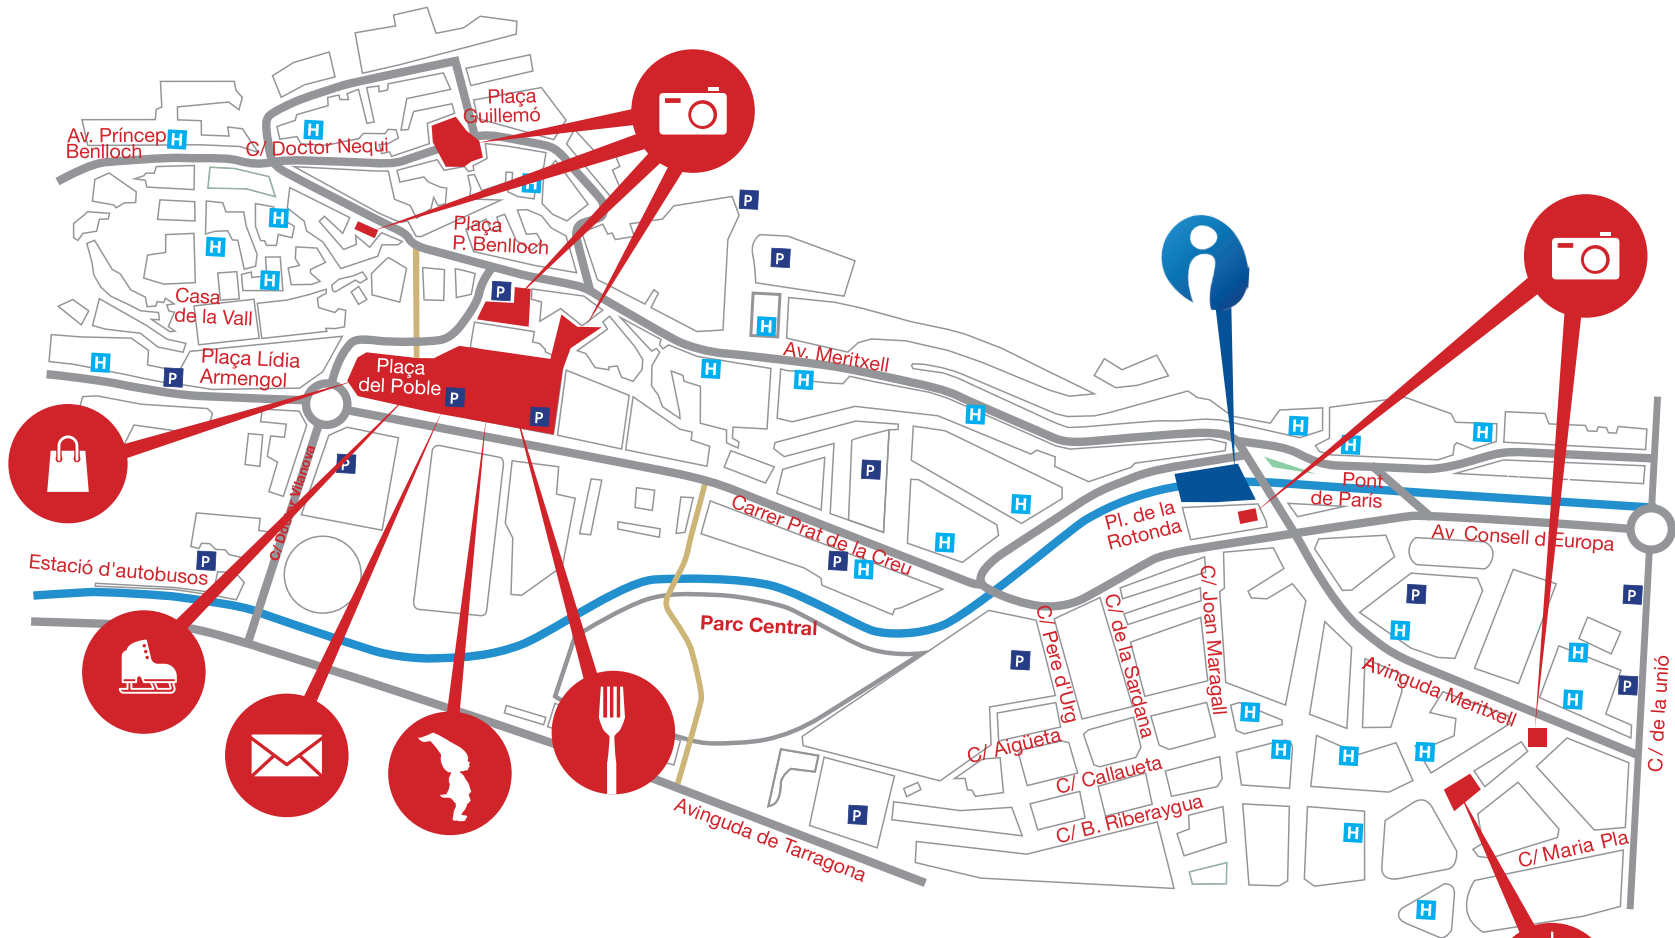 Plaça
Guillemó
Av. Príncep
Benlloch
C/ Doctor Nequi
H
H
H
P
Plaça
P. Benlloch
H
H
H
P
P
Casa
de la Vall
H
Plaça Lídia
Armengol
H
P
Plaça
del Poble
P
P
Av. Meritxell
H
H
H
H
H
H
P
P
C/ Doctor Vilanova
Carrer Prat de la Creu
H
H
P
H
Pont
de París
Pl. de la
Rotonda
Av Consell d'Europa
Estació d'autobusos
P
Parc Central
C/ Pere d'Urg
C/ de la Sardana
C/ Joan Maragall
P
P
P
H
H
H
P
Avinguda Meritxell
C/ de la unió
C/ Aigüeta
C/ Callaueta
C/ B. Riberaygua
H
H
H
H
H
P
Avinguda de Tarragona
C/ Maria Pla
H